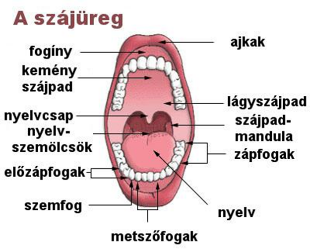 A szájüreg
fogíny
ajkak
kemény
szájpad
lágyszájpad
nyelvcsap
nyelv-
szemölcsök
szájpad-
mandula
zápfogak
előzápfogak
szemfog
nyelv
metszőfogak